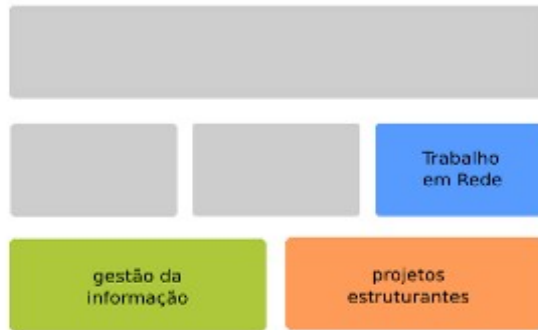 Trabalho
em Rede
gestão da
informação
projetos
estruturantes